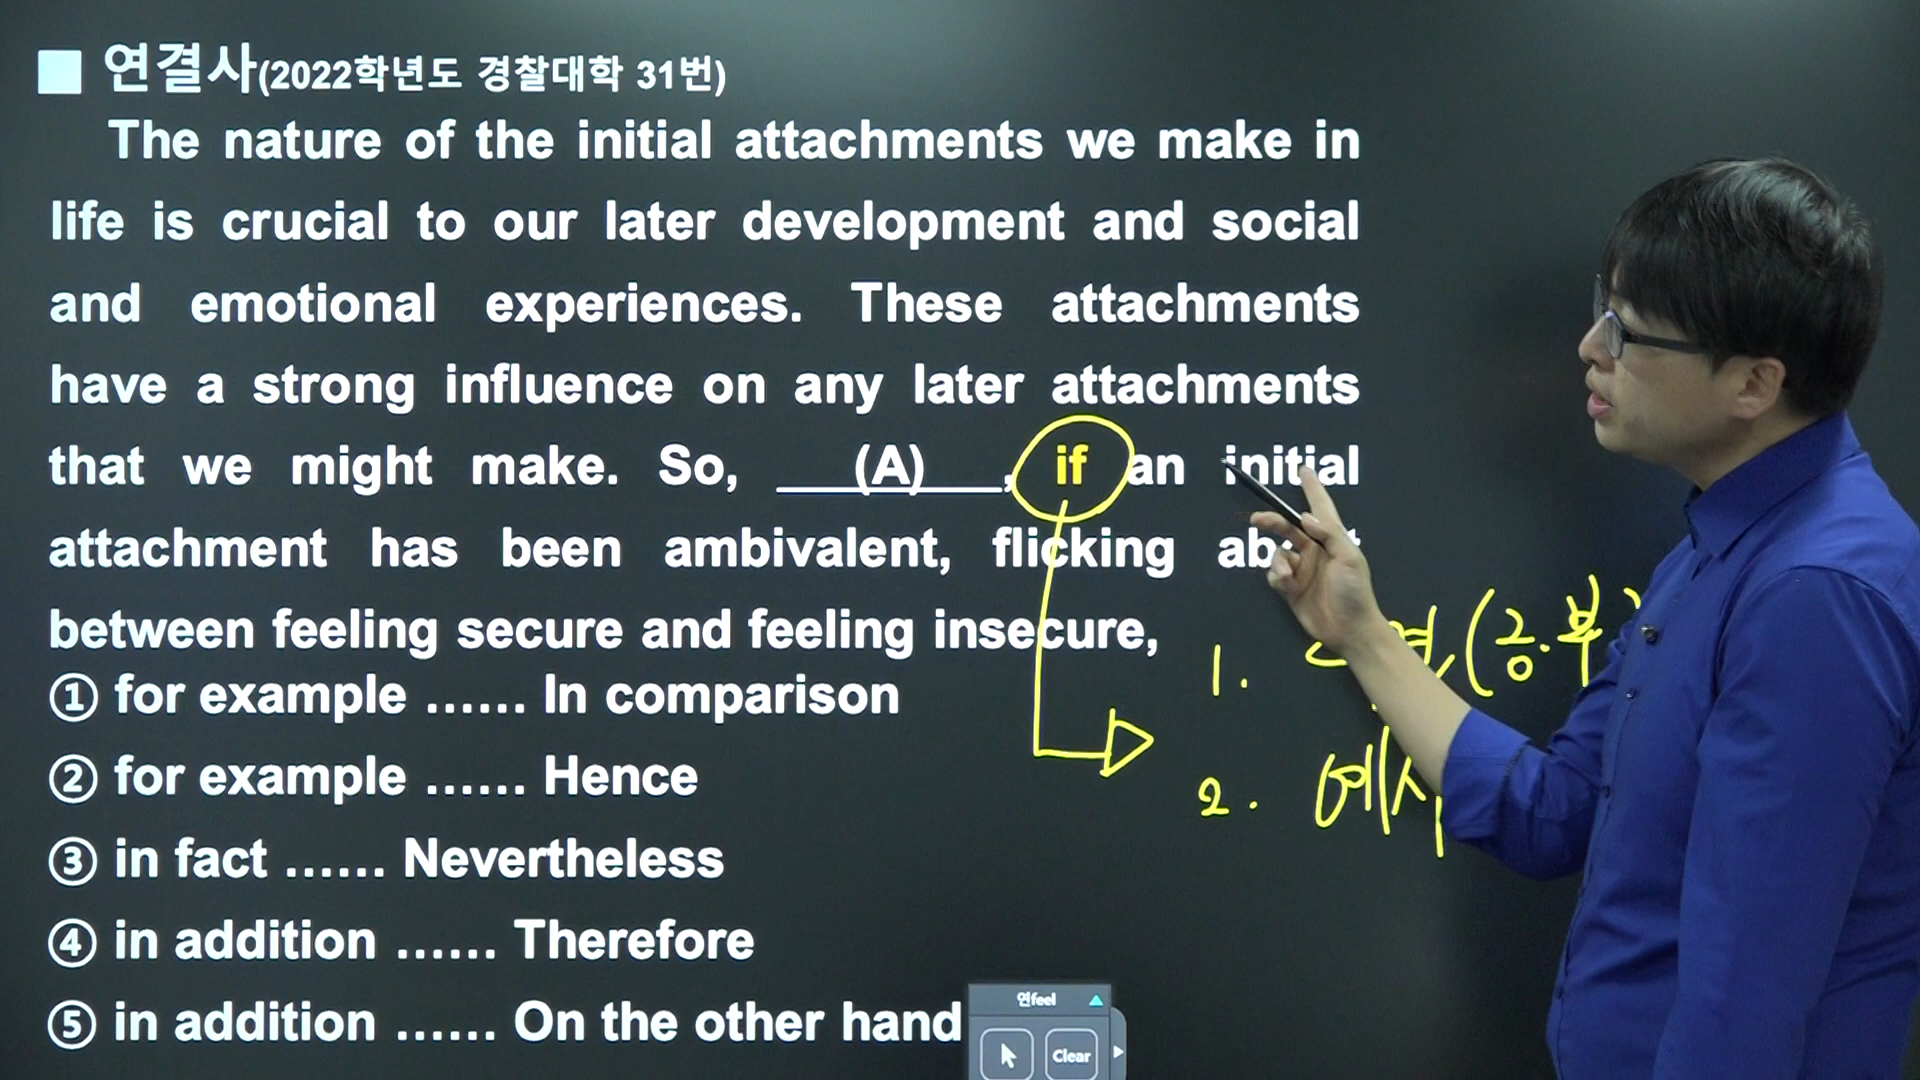 ■ 연결사(2022학년도 경찰대학 31번)
The nature of the initial attachments we make in
life is crucial to our later development and social
and emotional experiences. These attachments
have a strong influence on any later attachments
that we might make. So, ___(A)___, if an initial
attachment has been ambivalent, flicking
between feeling secure and feeling insecure,
① for example …… In comparison
② for example …… Hence
③ in fact …… Nevertheless
④ in addition …… Therefore
⑤ in addition …… On the other hand
1.
2. 예시
연feel
Clear